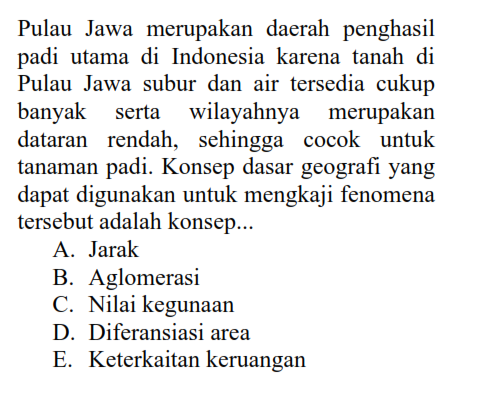 Pulau Jawa merupakan daerah penghasil
padi utama di Indonesia karena tanah di
Pulau Jawa subur dan air tersedia cukup
banyak serta wilayahnya merupakan
dataran rendah, sehingga cocok untuk
tanaman padi. Konsep dasar geografi yang
dapat digunakan untuk mengkaji fenomena
tersebut adalah konsep...
A. Jarak
B. Aglomerasi
C. Nilai kegunaan
D. Diferansiasi area
E. Keterkaitan keruangan